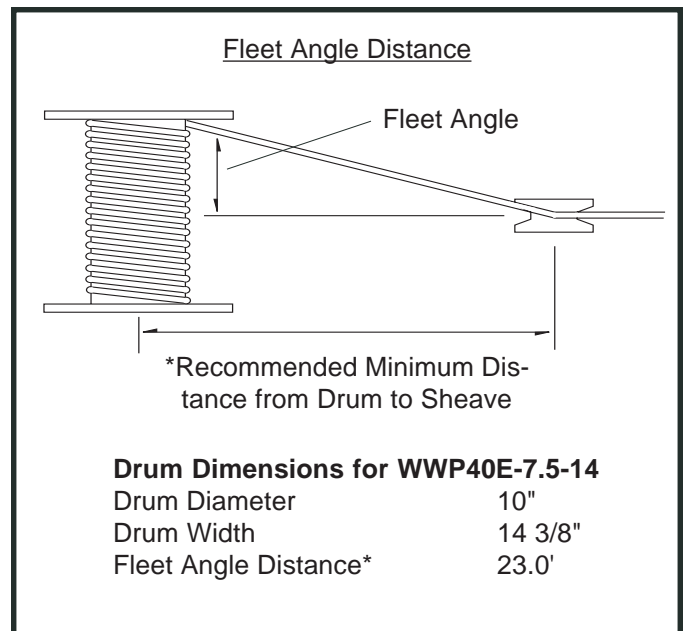 Fleet Angle Distance
Fleet Angle
*Recommended Minimum Dis-
tance from Drum to Sheave
Drum Dimensions for WWP40E-7.5-14
Drum Diameter 10"
Drum Width 14 3/8"
Fleet Angle Distance* 23.0'